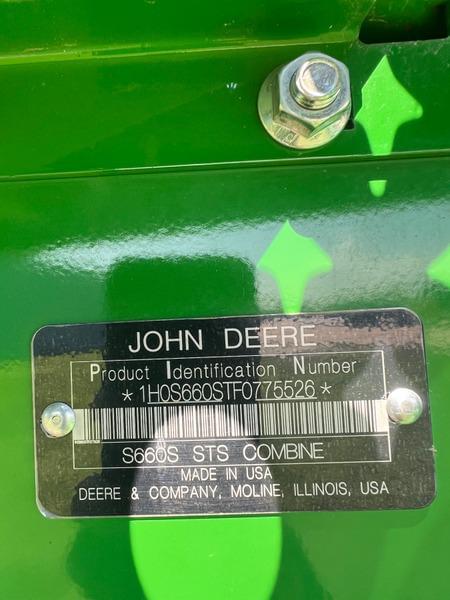 JOHN DEERE
Product Identification Number
*1H0S660STF0775526*
S660S STS COMBINE
MADE IN USA
DEERE & COMPANY, MOLINE, ILLINOIS, USA